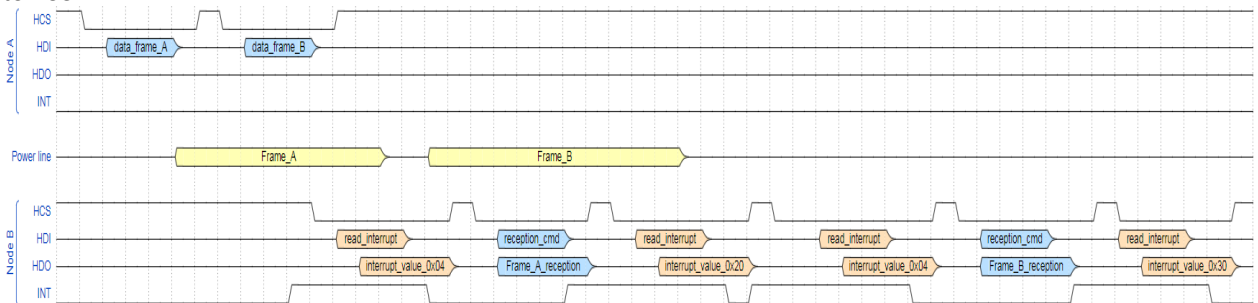 Node A
HCS
HDI data_frame_A data_frame_B
HDO
INT
Power line Frame_A Frame_B
Node B
HCS
HDI read_interrupt reception_cmd read_interrupt read_interrupt reception_cmd read_interrupt
HDO interrupt_value_0x04 Frame_A_reception interrupt_value_0x20 interrupt_value_0x04 Frame_B_reception interrupt_value_0x30
INT